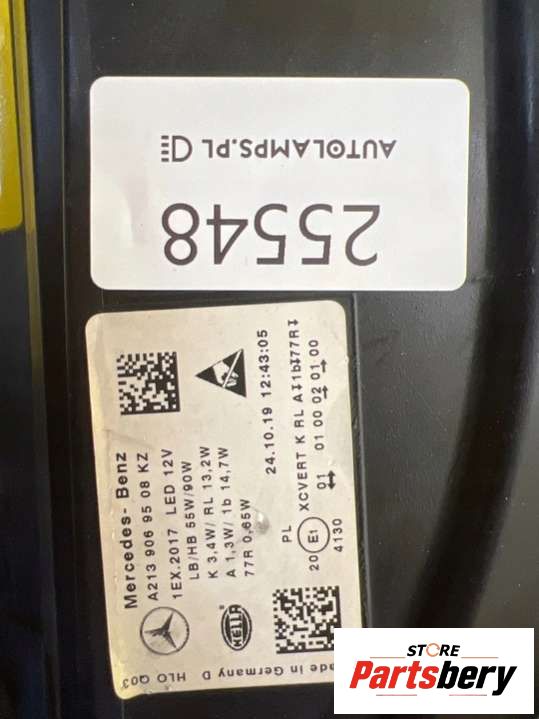 AUTOLAMPS.PL
25548
Mercedes- Benz
A213 906 95 08 KZ
1EX.2017 LED 12V
LB/HB 55W/90W
K 3,4W/ RL 13,2W
A 1,3W/ 1b 14,7W
77R 0,65W
24.10.19 12:43:05
HELLA
PL
XCVERT K RL A 1b 77R
20 E1 01 01 00 02 01 00
4130
ade in Germany D
HLO Q03
STORE
Partsbery